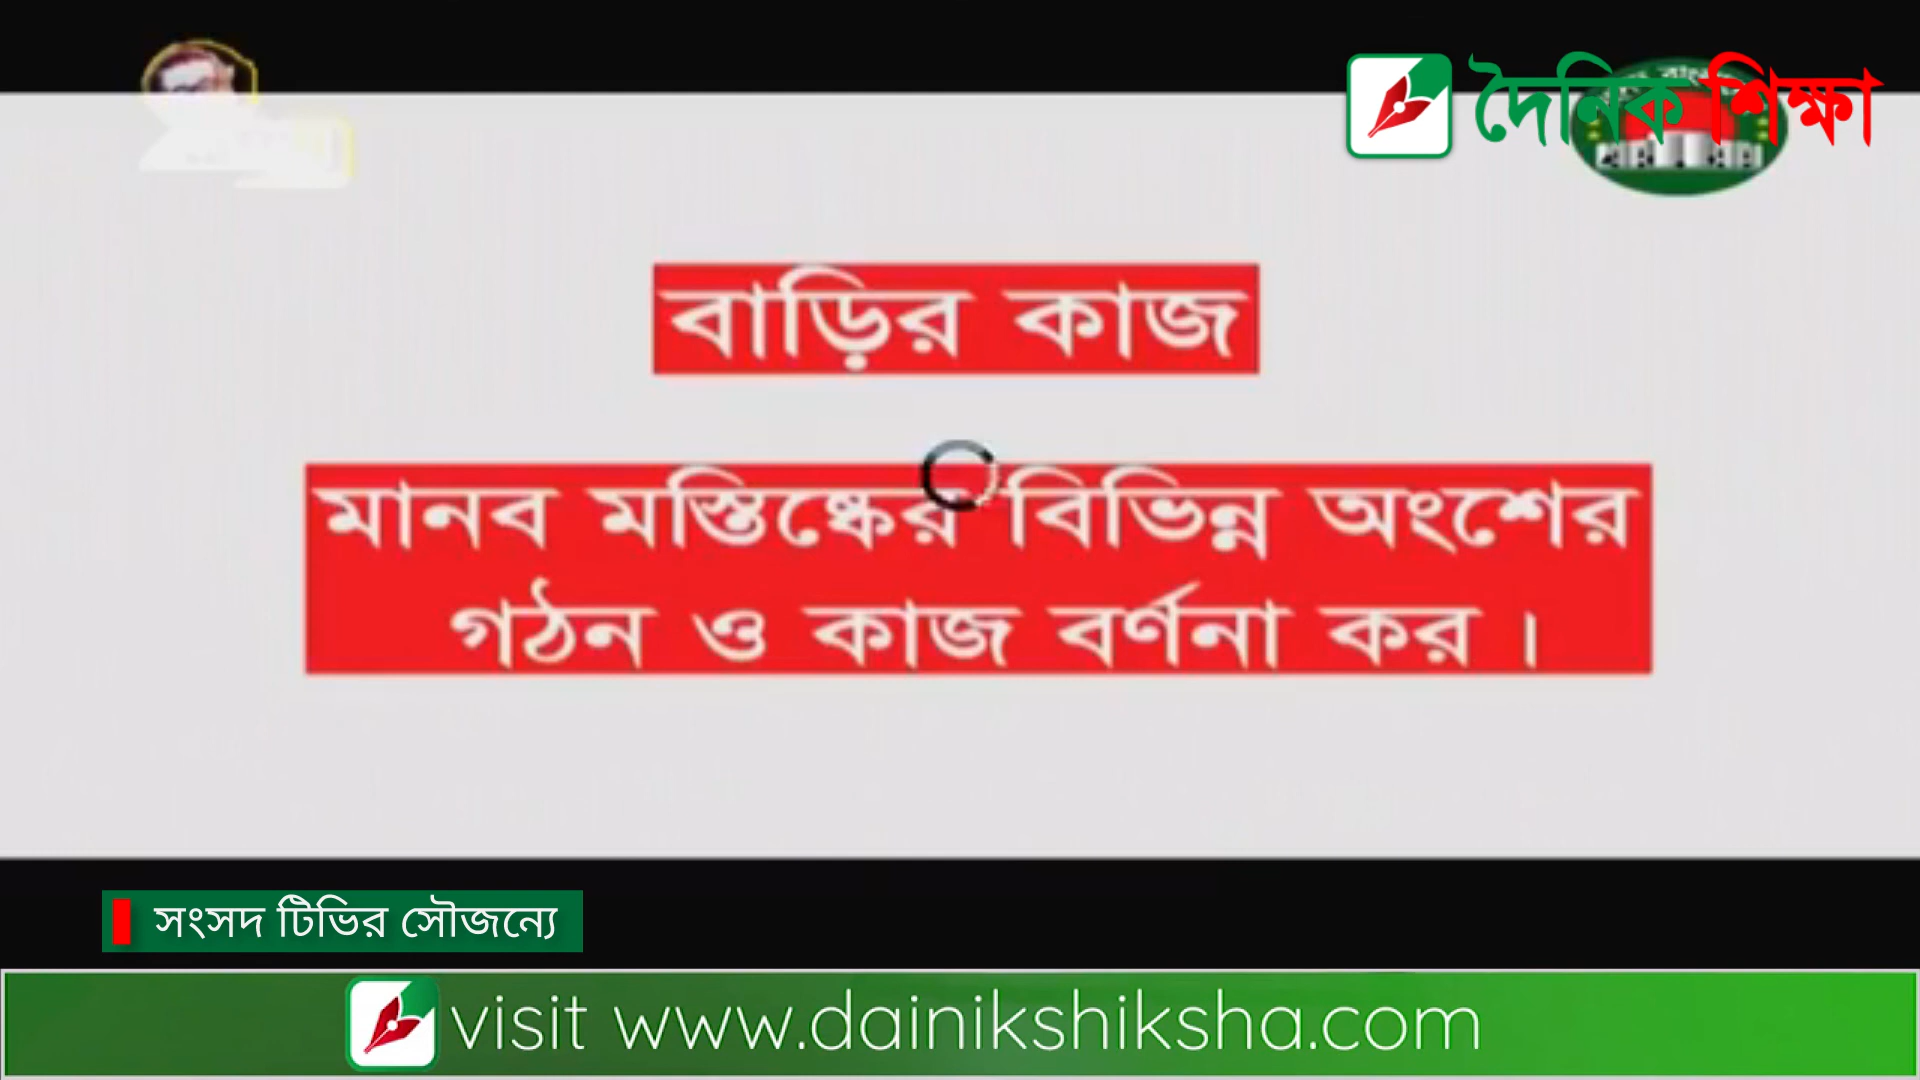 দৈনিক শিক্ষা
বাড়ির কাজ
মানব মস্তিষ্কের বিভিন্ন অংশের
গঠন ও কাজ বর্ণনা কর ।
সংসদ টিভির সৌজন্যে
visit www.dainikshiksha.com